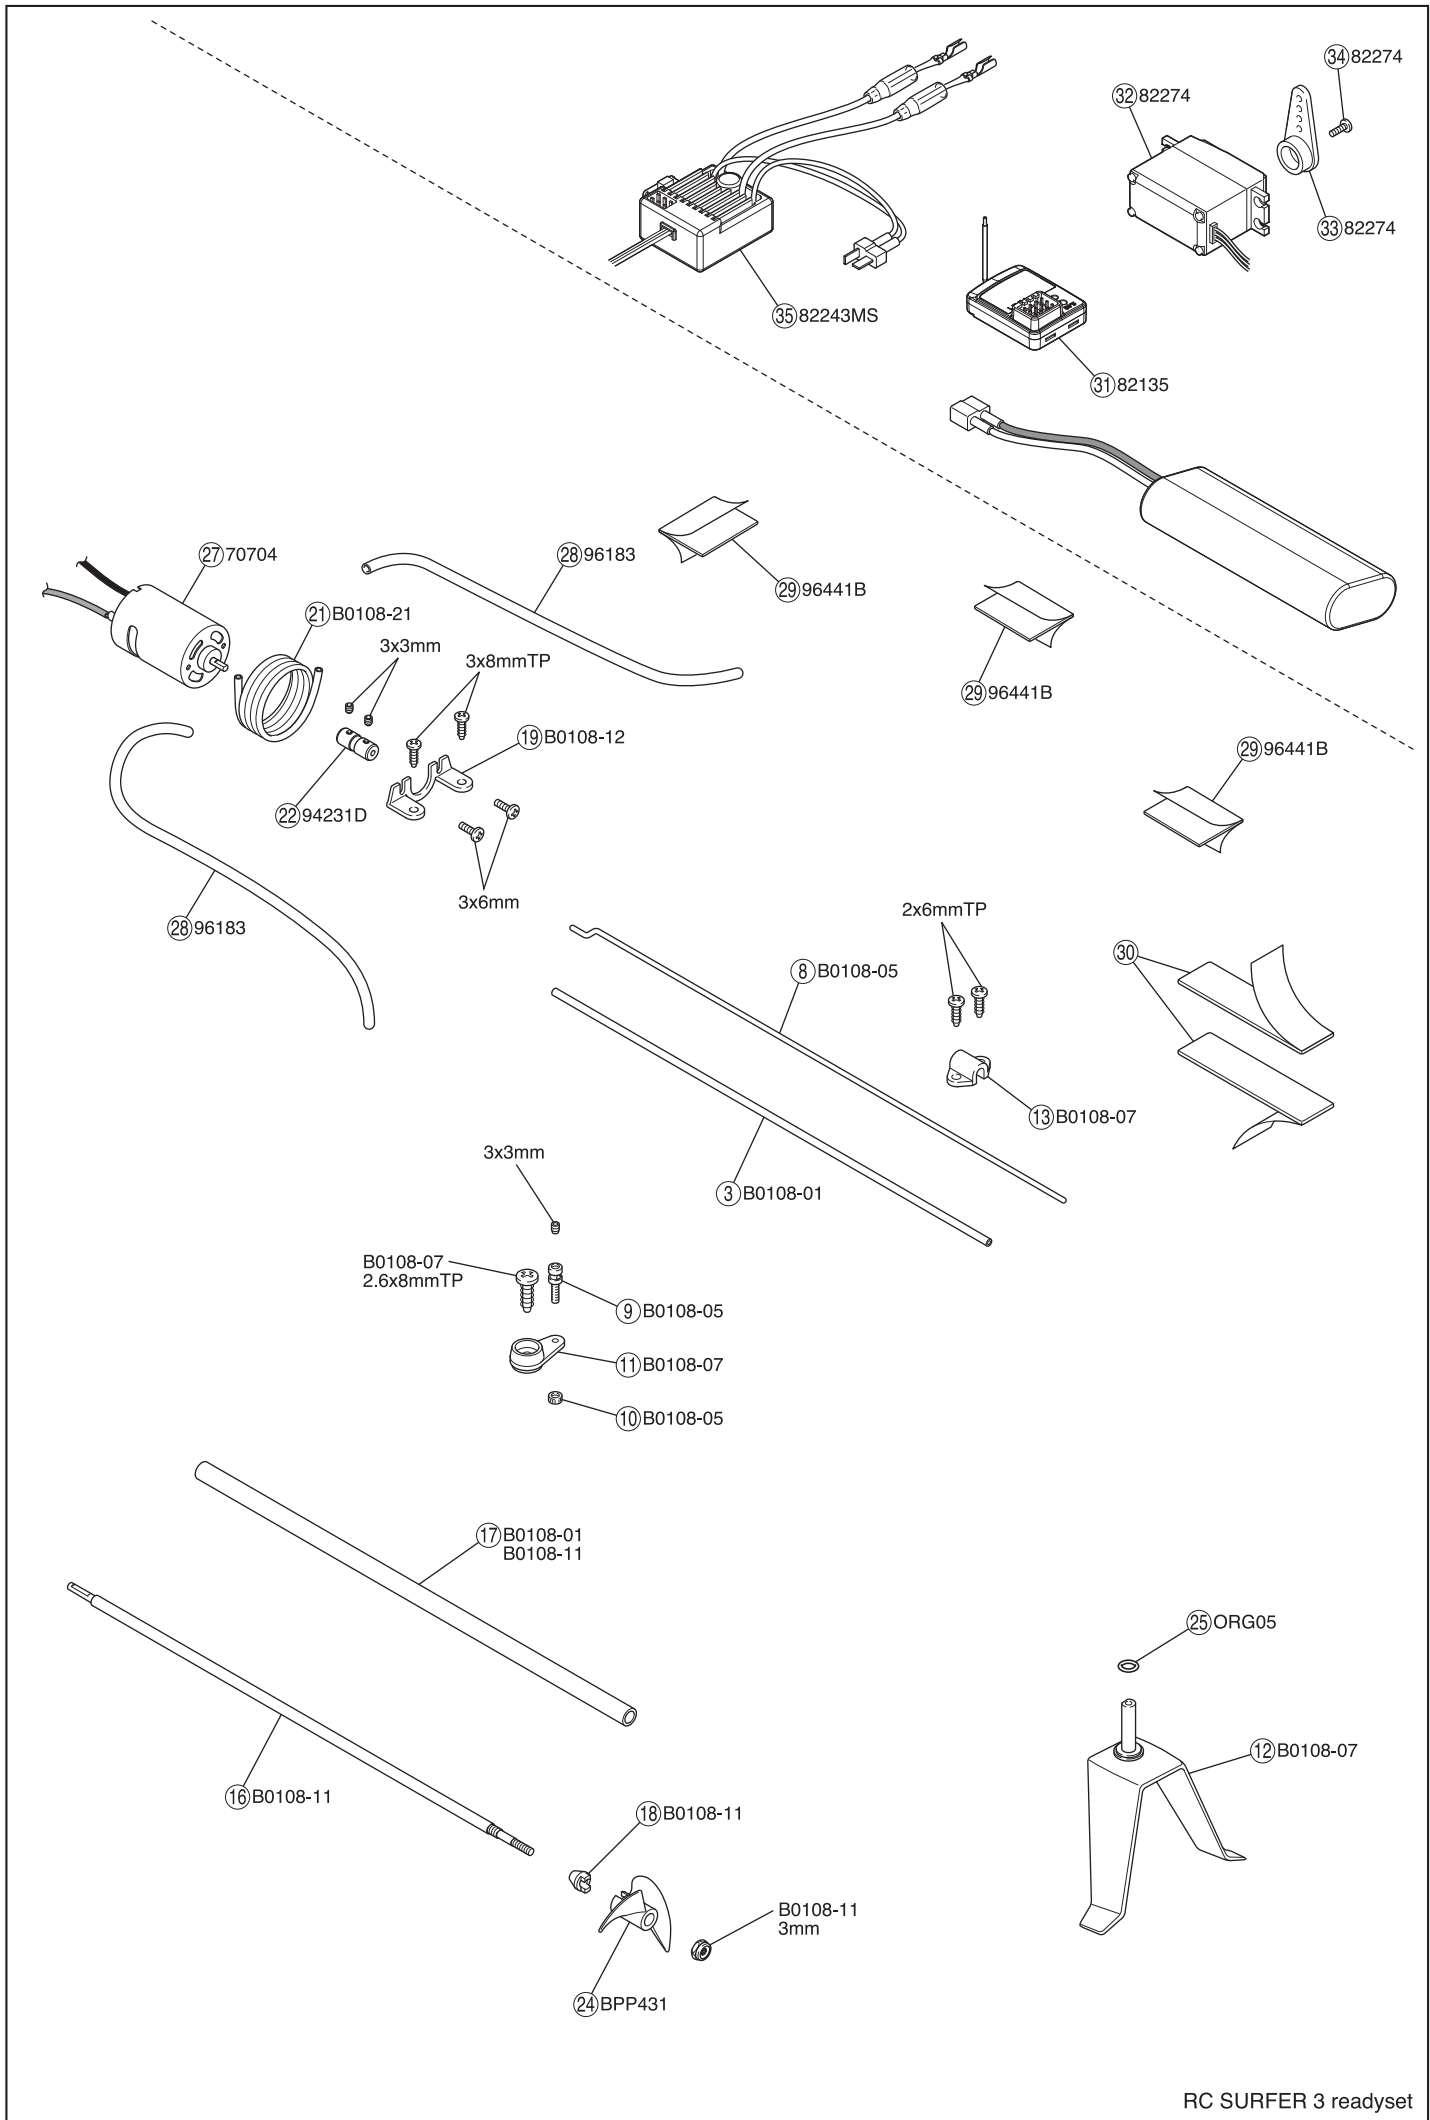 34 82274
32 82274
33 82274
35 82243MS
31 82135
27 70704
28 96183
29 96441B
21 B0108-21
3x3mm
3x8mmTP
29 96441B
19 B0108-12
29 96441B
22 94231D
3x6mm
28 96183
2x6mmTP
30
8 B0108-05
13 B0108-07
3x3mm
3 B0108-01
B0108-07
2.6x8mmTP
9 B0108-05
11 B0108-07
10 B0108-05
17 B0108-01
B0108-11
25 ORG05
12 B0108-07
16 B0108-11
18 B0108-11
B0108-11
3mm
24 BPP431
RC SURFER 3 readyset